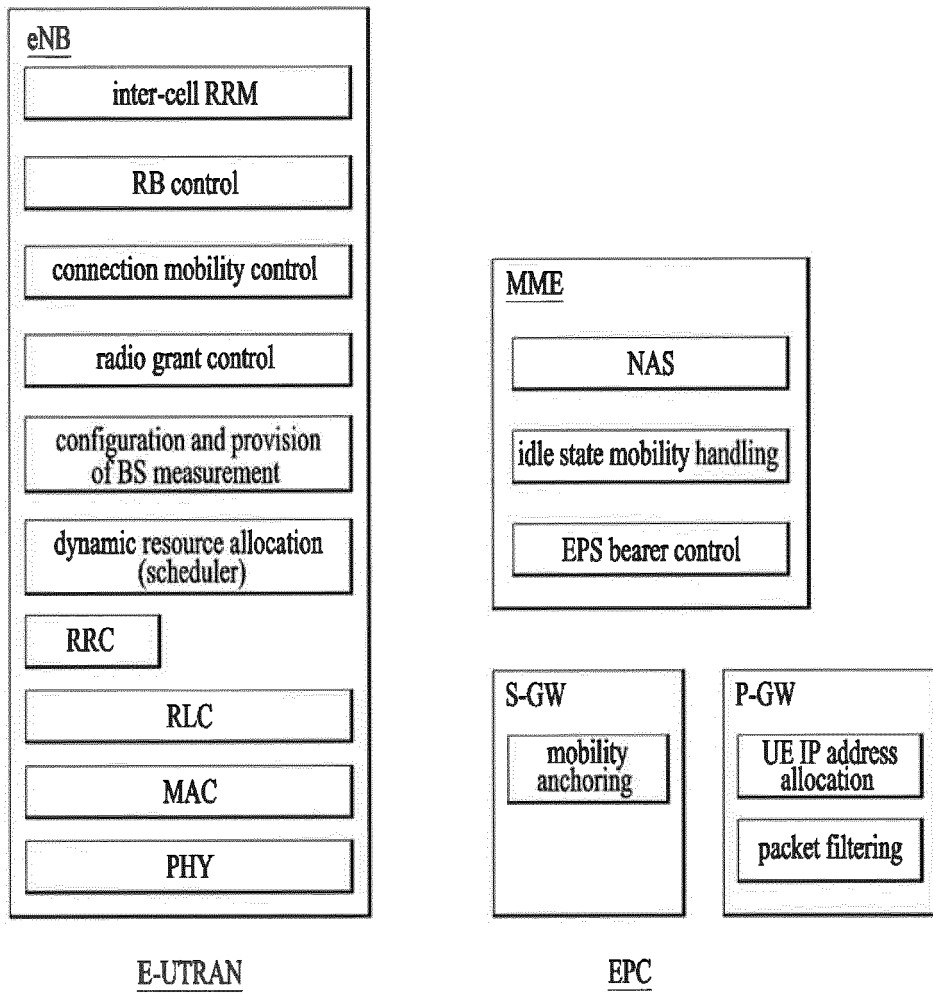 eNB
inter-cell RRM
RB control
connection mobility control
radio grant control
configuration and provision
of BS measurement
dynamic resource allocation
(scheduler)
RRC
RLC
MAC
PHY
E-UTRAN
MME
NAS
idle state mobility handling
EPS bearer control
S-GW
mobility
anchoring
P-GW
UE IP address
allocation
packet filtering
EPC